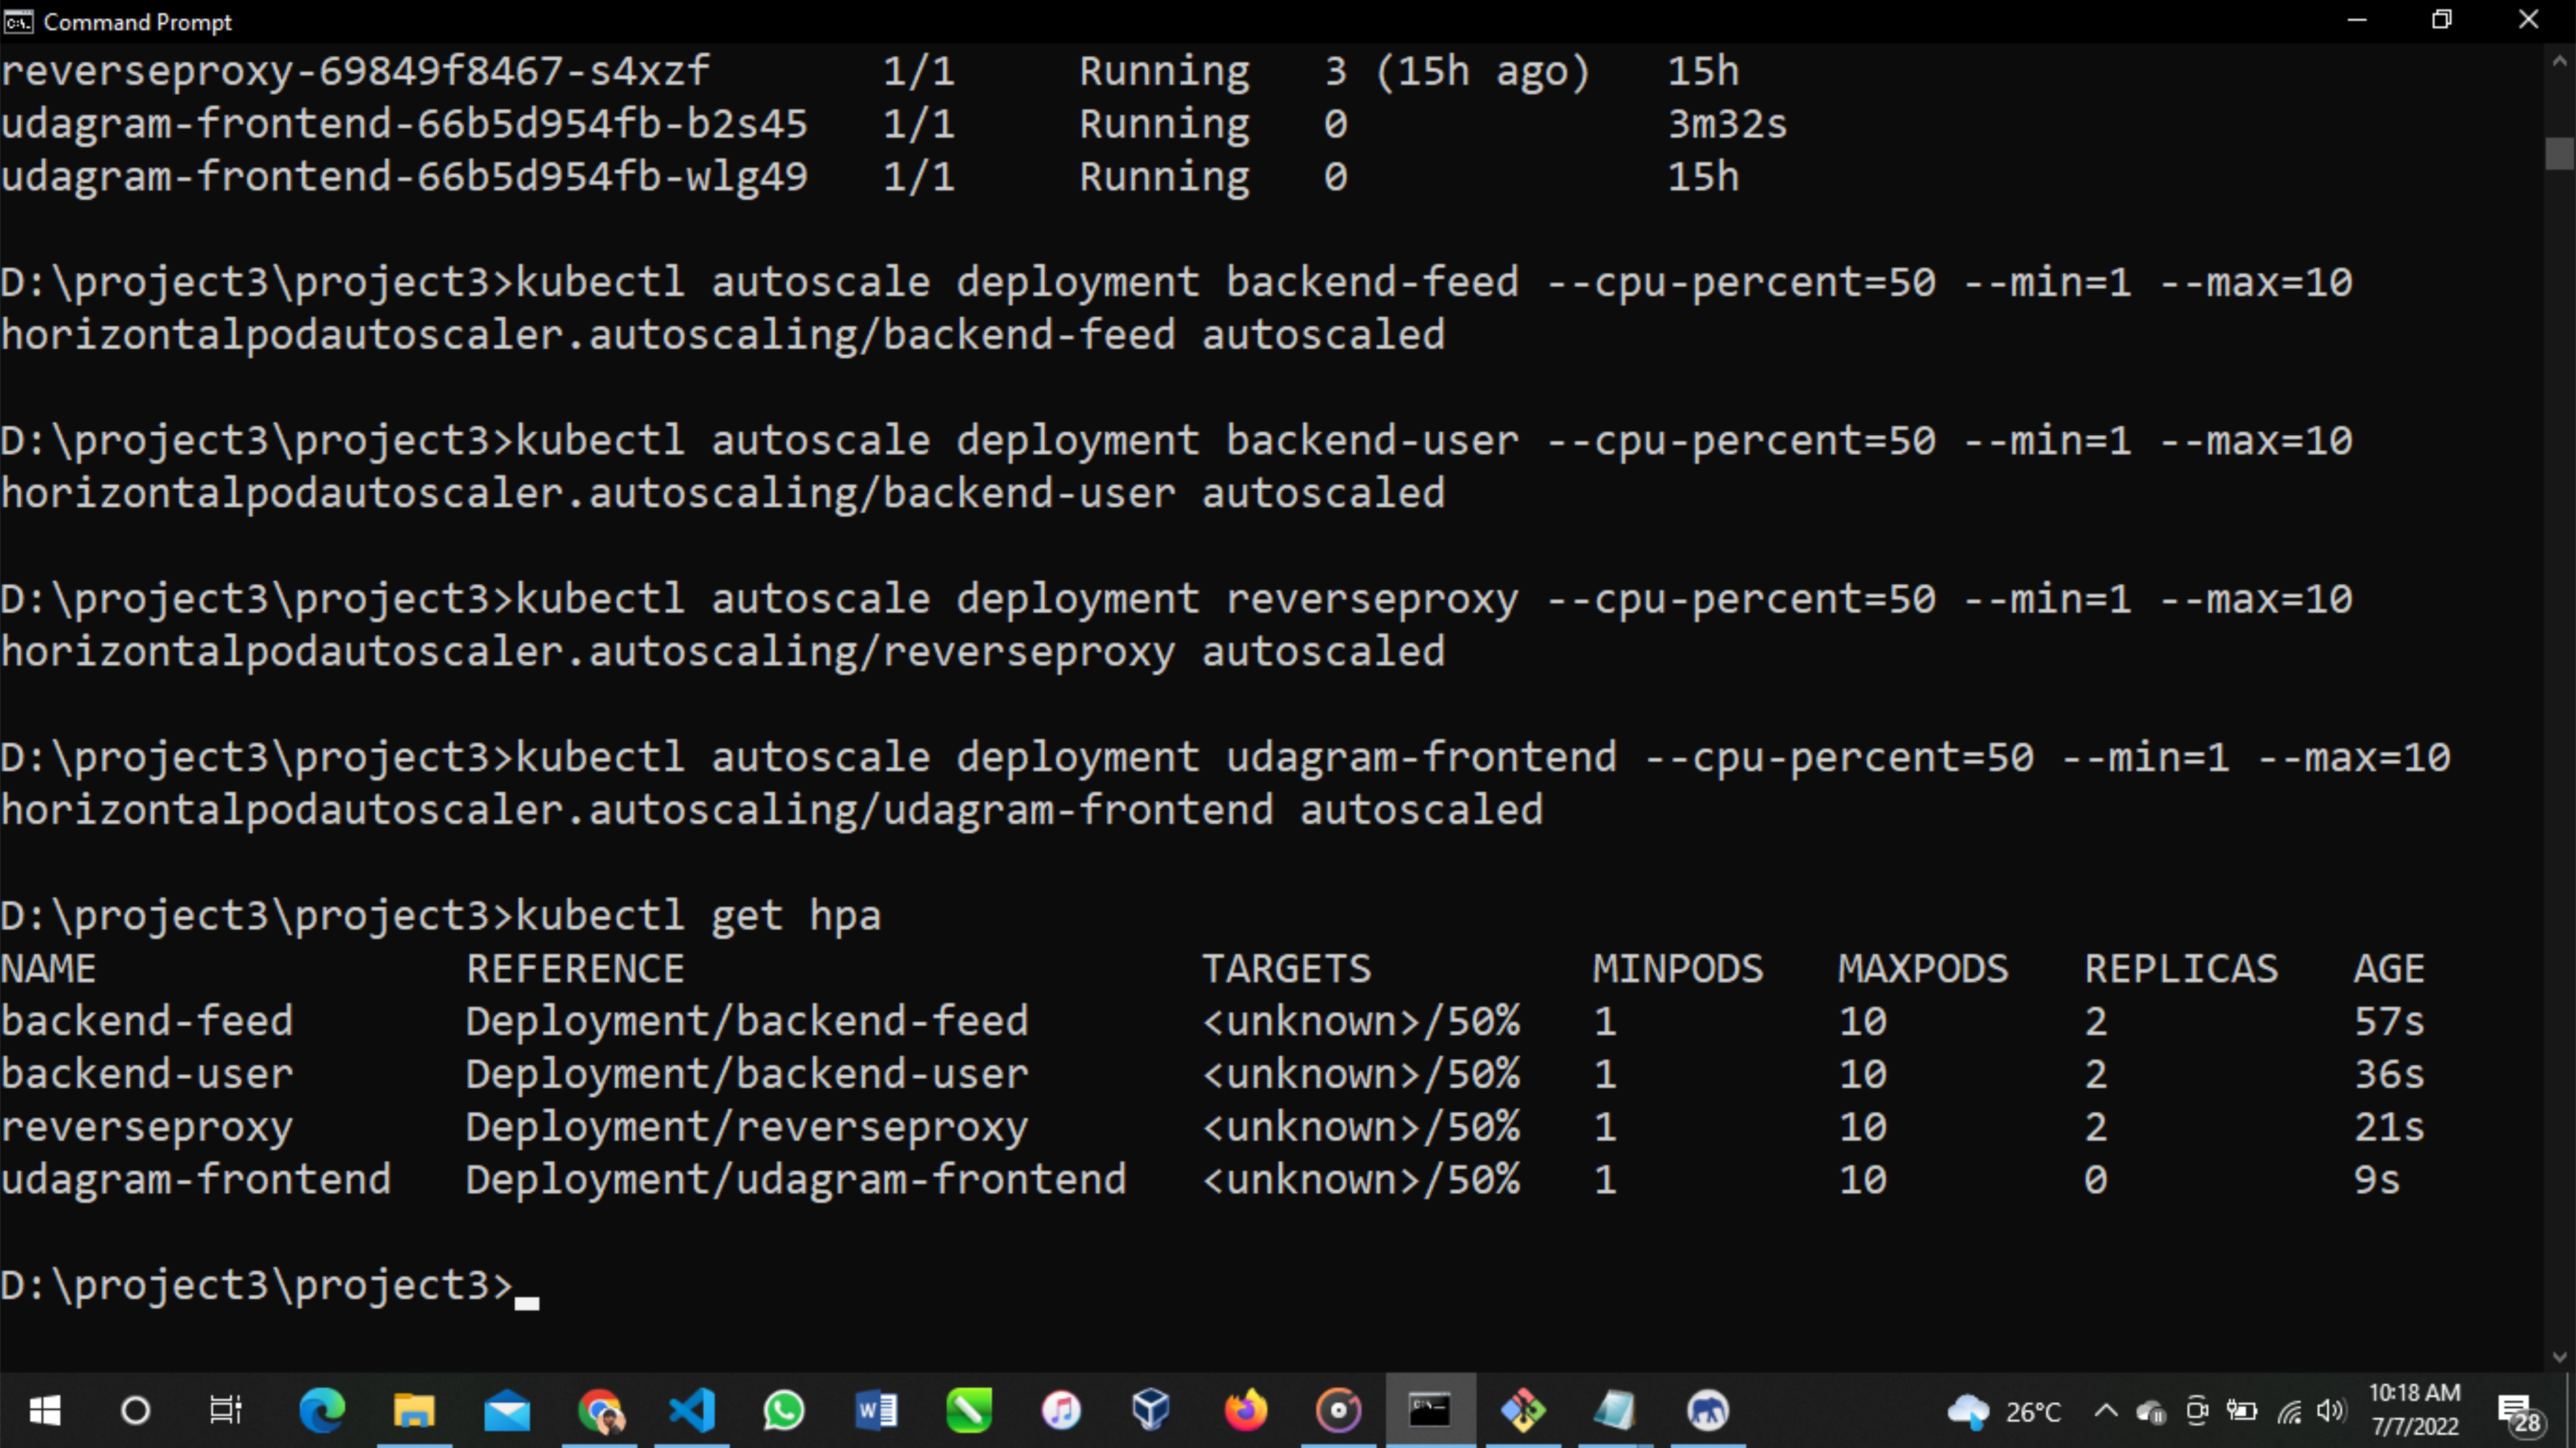 Command Prompt
reverseproxy-69849f8467-s4xzf 1/1 Running 3 (15h ago) 15h
udagram-frontend-66b5d954fb-b2s45 1/1 Running 0 3m32s
udagram-frontend-66b5d954fb-wlg49 1/1 Running 0 15h
D:\project3\project3>kubectl autoscale deployment backend-feed --cpu-percent=50 --min=1 --max=10
horizontalpodautoscaler.autoscaling/backend-feed autoscaled
D:\project3\project3>kubectl autoscale deployment backend-user --cpu-percent=50 --min=1 --max=10
horizontalpodautoscaler.autoscaling/backend-user autoscaled
D:\project3\project3>kubectl autoscale deployment reverseproxy --cpu-percent=50 --min=1 --max=10
horizontalpodautoscaler.autoscaling/reverseproxy autoscaled
D:\project3\project3>kubectl autoscale deployment udagram-frontend --cpu-percent=50 --min=1 --max=10
horizontalpodautoscaler.autoscaling/udagram-frontend autoscaled
D:\project3\project3>kubectl get hpa
NAME REFERENCE TARGETS MINPODS MAXPODS REPLICAS AGE
backend-feed Deployment/backend-feed <unknown>/50% 1 10 2 57s
backend-user Deployment/backend-user <unknown>/50% 1 10 2 36s
reverseproxy Deployment/reverseproxy <unknown>/50% 1 10 2 21s
udagram-frontend Deployment/udagram-frontend <unknown>/50% 1 10 0 9s
D:\project3\project3>
26°C
10:18 AM
7/7/2022
28